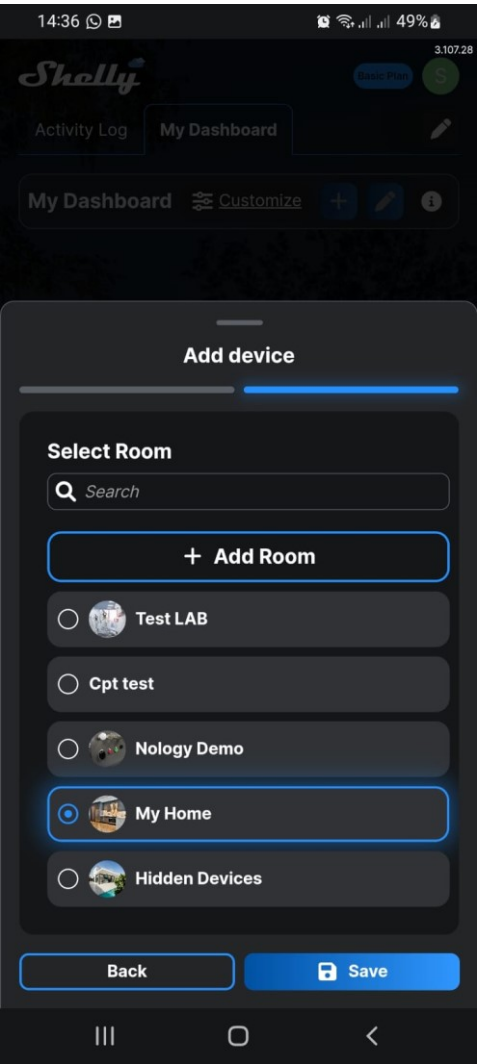 14:36 49%
3.107.28
Shelly Basic Plan S
Activity Log My Dashboard
My Dashboard Customize
Add device
Select Room
Search
+ Add Room
Test LAB
Cpt test
Nology Demo
My Home
Hidden Devices
Back Save